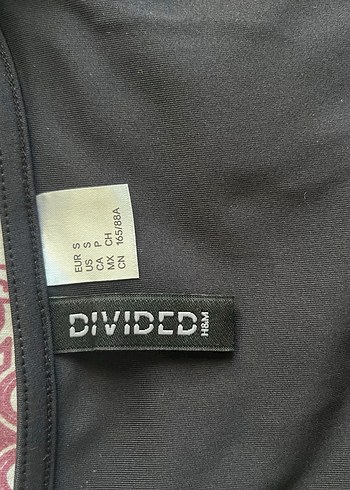 EUR S
US S
CA P
MX CH
CN 165/88A
DIVIDED
H&M